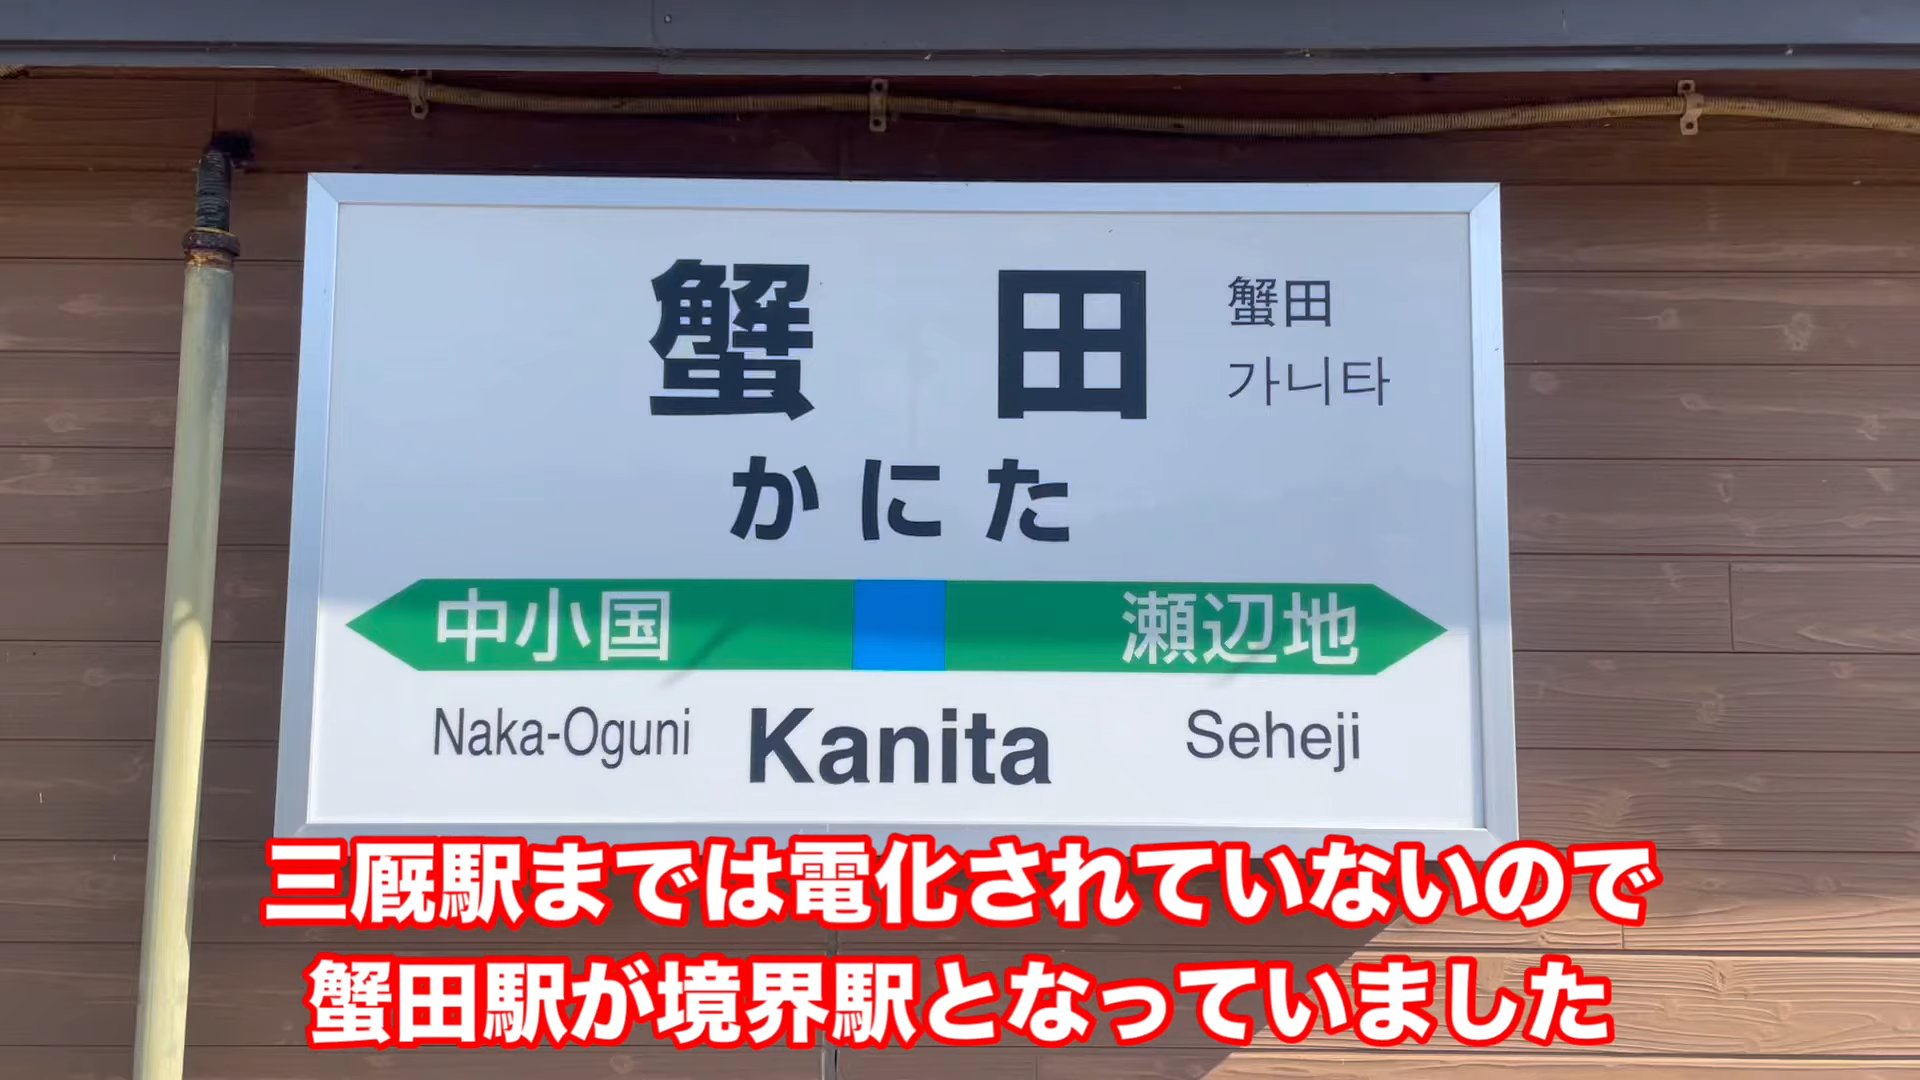 蟹田
蟹田
가니타
かにた
中小国
瀬辺地
Naka-Oguni
Kanita
Seheji
三厩駅までは電化されていないので
蟹田駅が境界駅となっていました